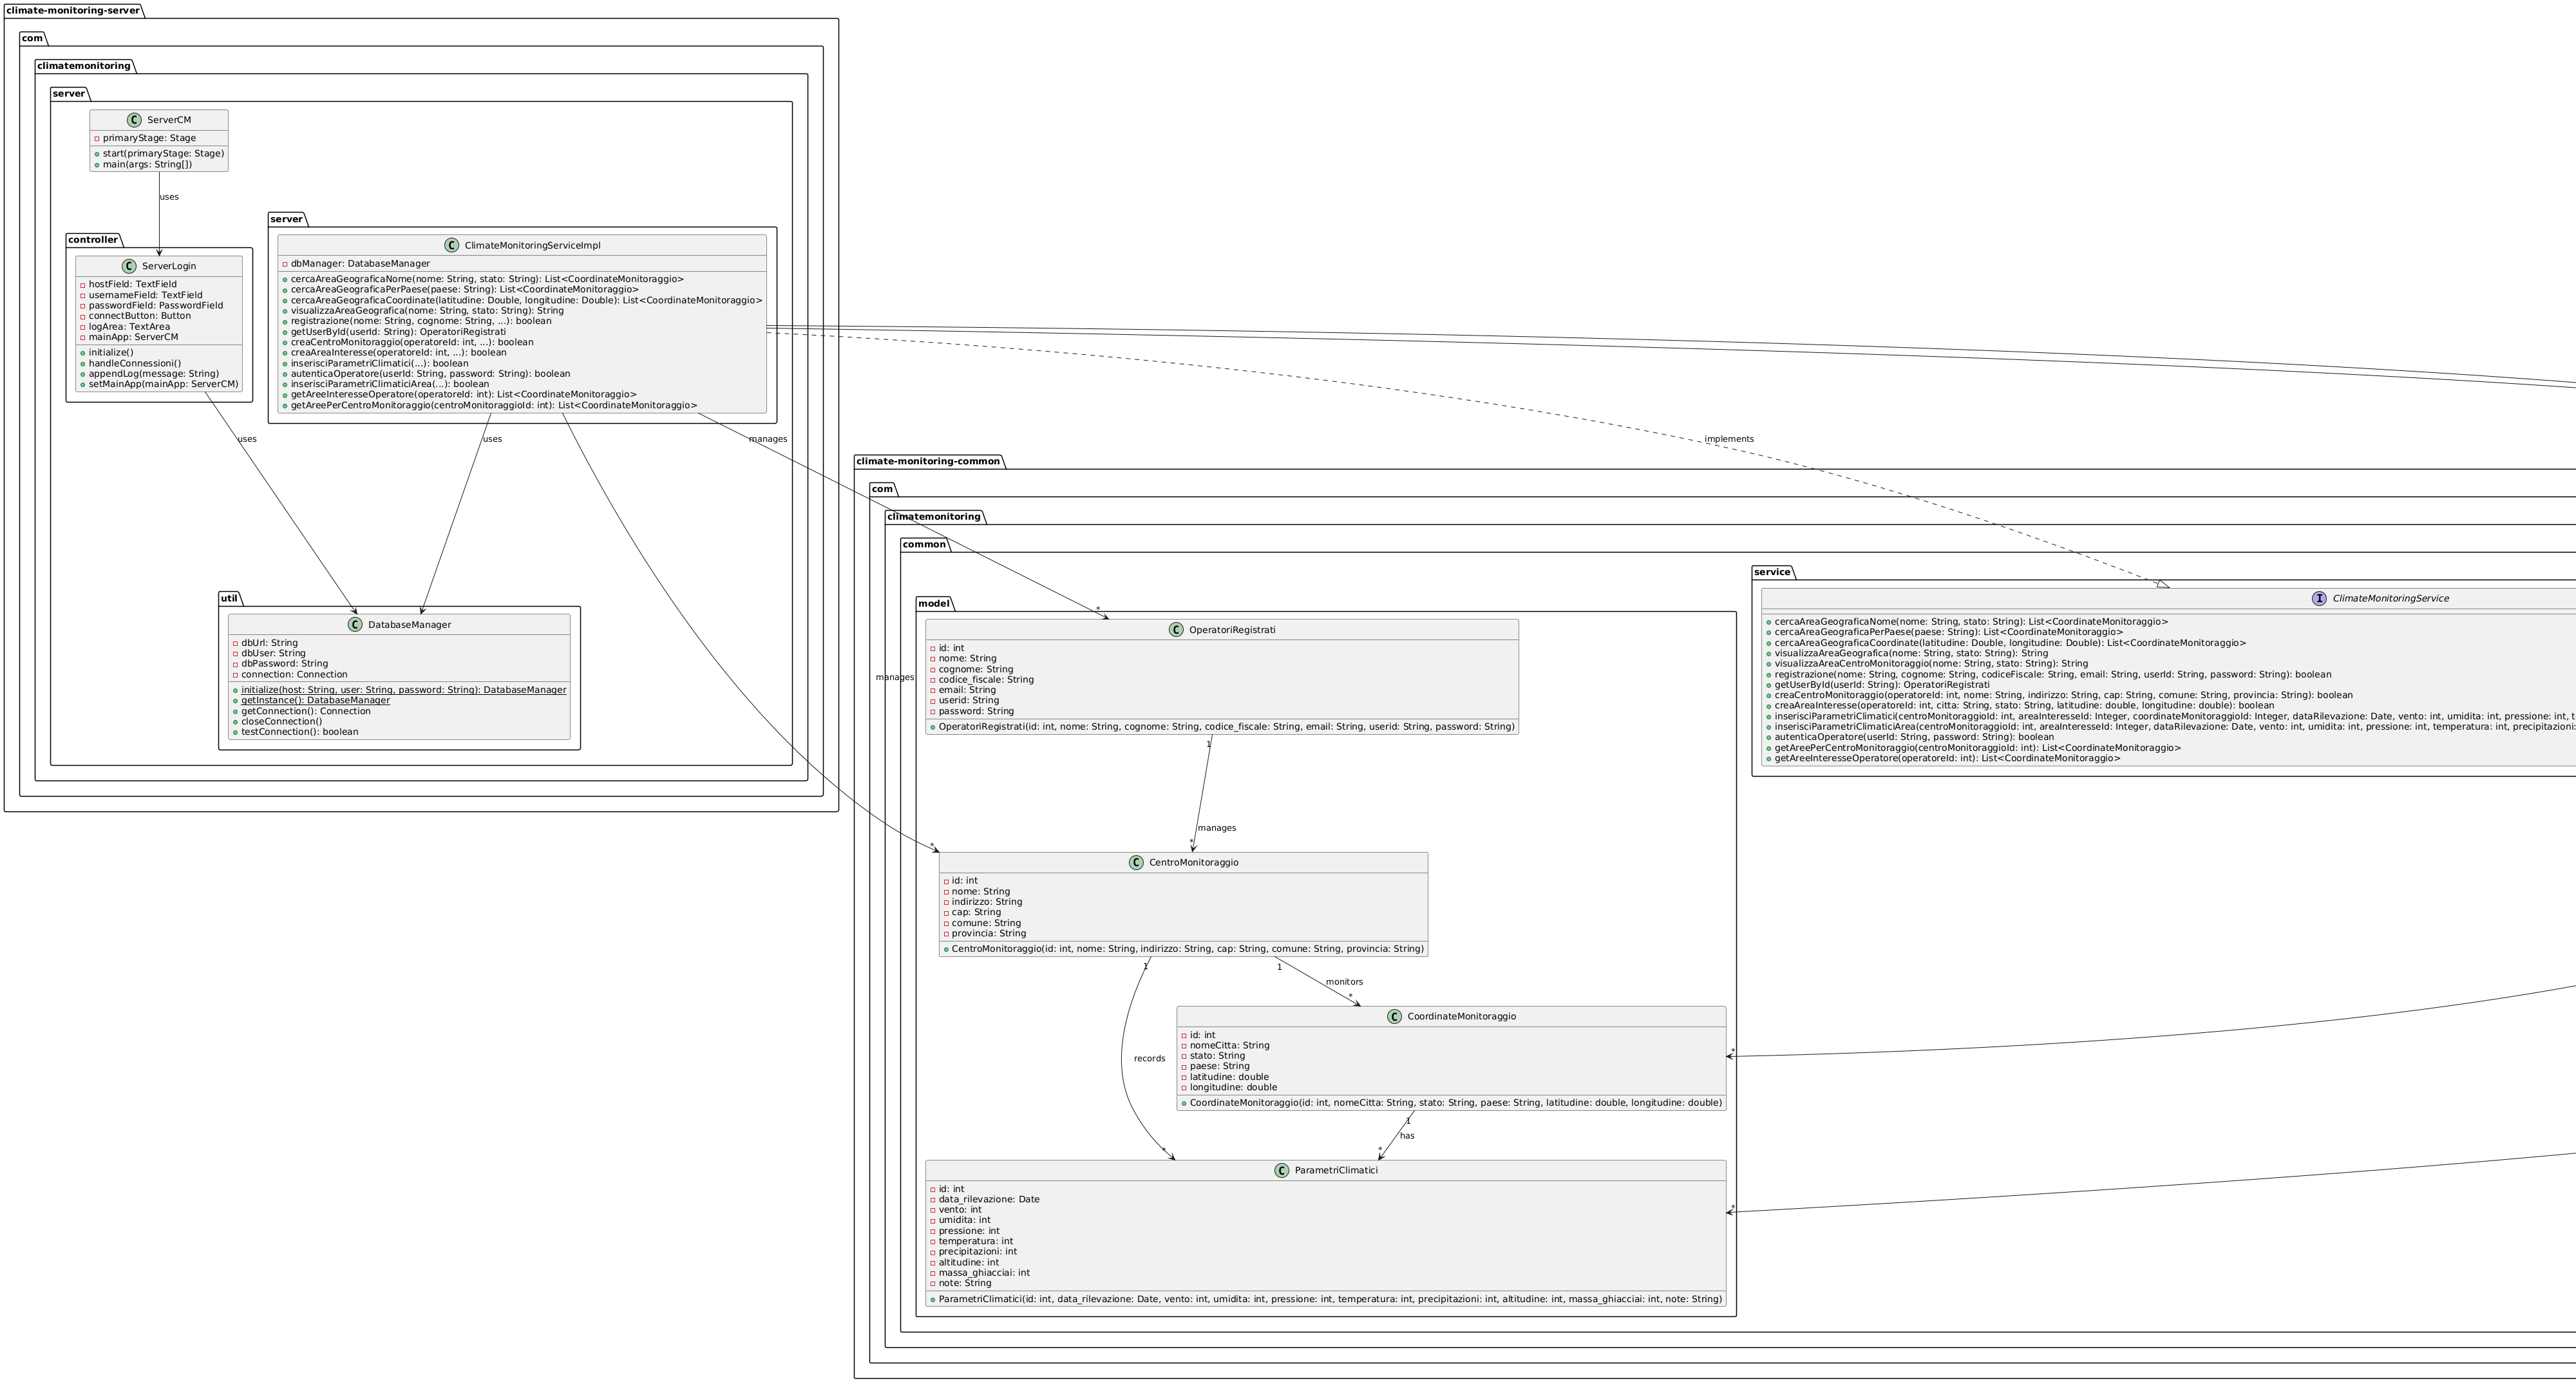 climate-monitoring-server
com
climatemonitoring
server
ServerCM
primaryStage: Stage
start(primaryStage: Stage)
main(args: String[])
uses
controller
ServerLogin
hostField: TextField
usernameField: TextField
passwordField: PasswordField
connectButton: Button
logArea: TextArea
mainApp: ServerCM
initialize()
handleConnessioni()
appendLog(message: String)
setMainApp(mainApp: ServerCM)
server
ClimateMonitoringServiceImpl
dbManager: DatabaseManager
cercaAreaGeograficaNome(nome: String, stato: String): List<CoordinateMonitoraggio>
cercaAreaGeograficaPerPaese(paese: String): List<CoordinateMonitoraggio>
cercaAreaGeograficaCoordinate(latitudine: Double, longitudine: Double): List<CoordinateMonitoraggio>
visualizzaAreaGeografica(nome: String, stato: String): String
registrazione(nome: String, cognome: String, ...): boolean
getUserById(userId: String): OperatoriRegistrati
creaCentroMonitoraggio(operatoreId: int, ...): boolean
creaAreaInteresse(operatoreId: int, ...): boolean
inserisciParametriClimatici(...): boolean
autenticaOperatore(userId: String, password: String): boolean
inserisciParametriClimaticiArea(...): boolean
getAreeInteresseOperatore(operatoreId: int): List<CoordinateMonitoraggio>
getAreePerCentroMonitoraggio(centroMonitoraggioId: int): List<CoordinateMonitoraggio>
uses
uses
manages
implements
util
DatabaseManager
dbUrl: String
dbUser: String
dbPassword: String
connection: Connection
initialize(host: String, user: String, password: String): DatabaseManager
getInstance(): DatabaseManager
getConnection(): Connection
closeConnection()
testConnection(): boolean
climate-monitoring-common
com
climatemonitoring
common
model
*
OperatoriRegistrati
id: int
nome: String
cognome: String
codice_fiscale: String
email: String
userid: String
password: String
OperatoriRegistrati(id: int, nome: String, cognome: String, codice_fiscale: String, email: String, userid: String, password: String)
manages
1
manages
*
*
CentroMonitoraggio
id: int
nome: String
indirizzo: String
cap: String
comune: String
provincia: String
CentroMonitoraggio(id: int, nome: String, indirizzo: String, cap: String, comune: String, provincia: String)
1
1
monitors
*
records
CoordinateMonitoraggio
id: int
nomeCitta: String
stato: String
paese: String
latitudine: double
longitudine: double
CoordinateMonitoraggio(id: int, nomeCitta: String, stato: String, paese: String, latitudine: double, longitudine: double)
*
1
has
*
*
ParametriClimatici
id: int
data_rilevazione: Date
vento: int
umidita: int
pressione: int
temperatura: int
precipitazioni: int
altitudine: int
massa_ghiacciai: int
note: String
ParametriClimatici(id: int, data_rilevazione: Date, vento: int, umidita: int, pressione: int, temperatura: int, precipitazioni: int, altitudine: int, massa_ghiacciai: int, note: String)
*
service
ClimateMonitoringService
cercaAreaGeograficaNome(nome: String, stato: String): List<CoordinateMonitoraggio>
cercaAreaGeograficaPerPaese(paese: String): List<CoordinateMonitoraggio>
cercaAreaGeograficaCoordinate(latitudine: Double, longitudine: Double): List<CoordinateMonitoraggio>
visualizzaAreaGeografica(nome: String, stato: String): String
visualizzaAreaCentroMonitoraggio(nome: String, stato: String): String
registrazione(nome: String, cognome: String, codiceFiscale: String, email: String, userId: String, password: String): boolean
getUserById(userId: String): OperatoriRegistrati
creaCentroMonitoraggio(operatoreId: int, nome: String, indirizzo: String, cap: String, comune: String, provincia: String): boolean
creaAreaInteresse(operatoreId: int, citta: String, stato: String, latitudine: double, longitudine: double): boolean
inserisciParametriClimatici(centroMonitoraggioId: int, areaInteresseId: Integer, coordinateMonitoraggioId: Integer, dataRilevazione: Date, vento: int, umidita: int, pressione: int,
inserisciParametriClimaticiArea(centroMonitoraggioId: int, areaInteresseId: Integer, dataRilevazione: Date, vento: int, umidita: int, pressione: int, temperatura: int, precipitazioni:
autenticaOperatore(userId: String, password: String): boolean
getAreePerCentroMonitoraggio(centroMonitoraggioId: int): List<CoordinateMonitoraggio>
getAreeInteresseOperatore(operatoreId: int): List<CoordinateMonitoraggio>